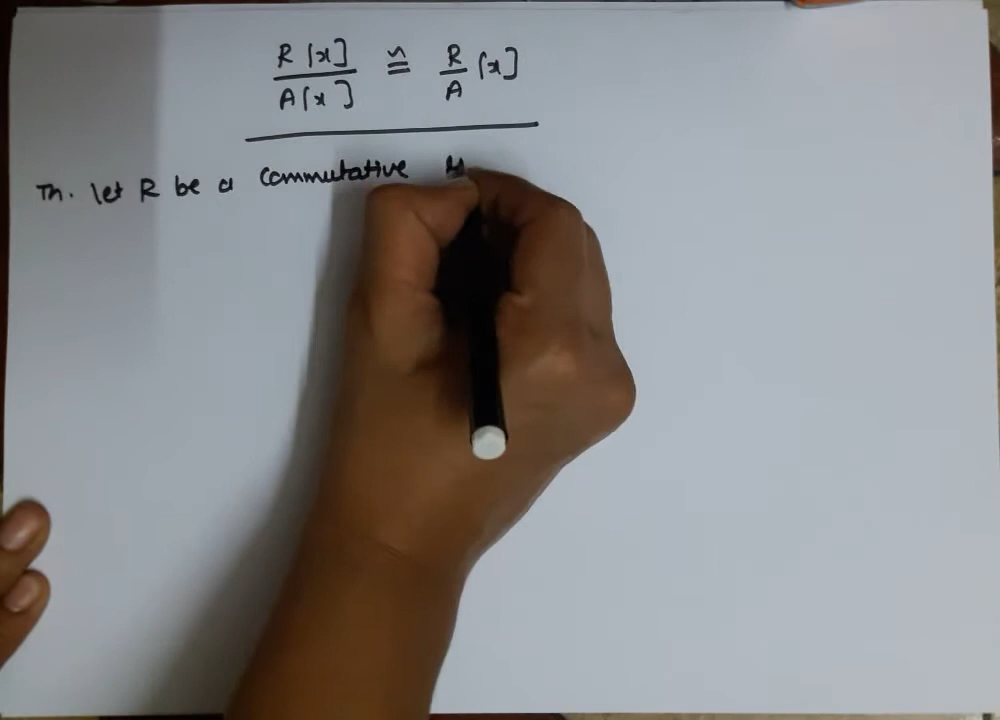 R[x] / A[x] ≅ R/A [x]
Th. let R be a commutative